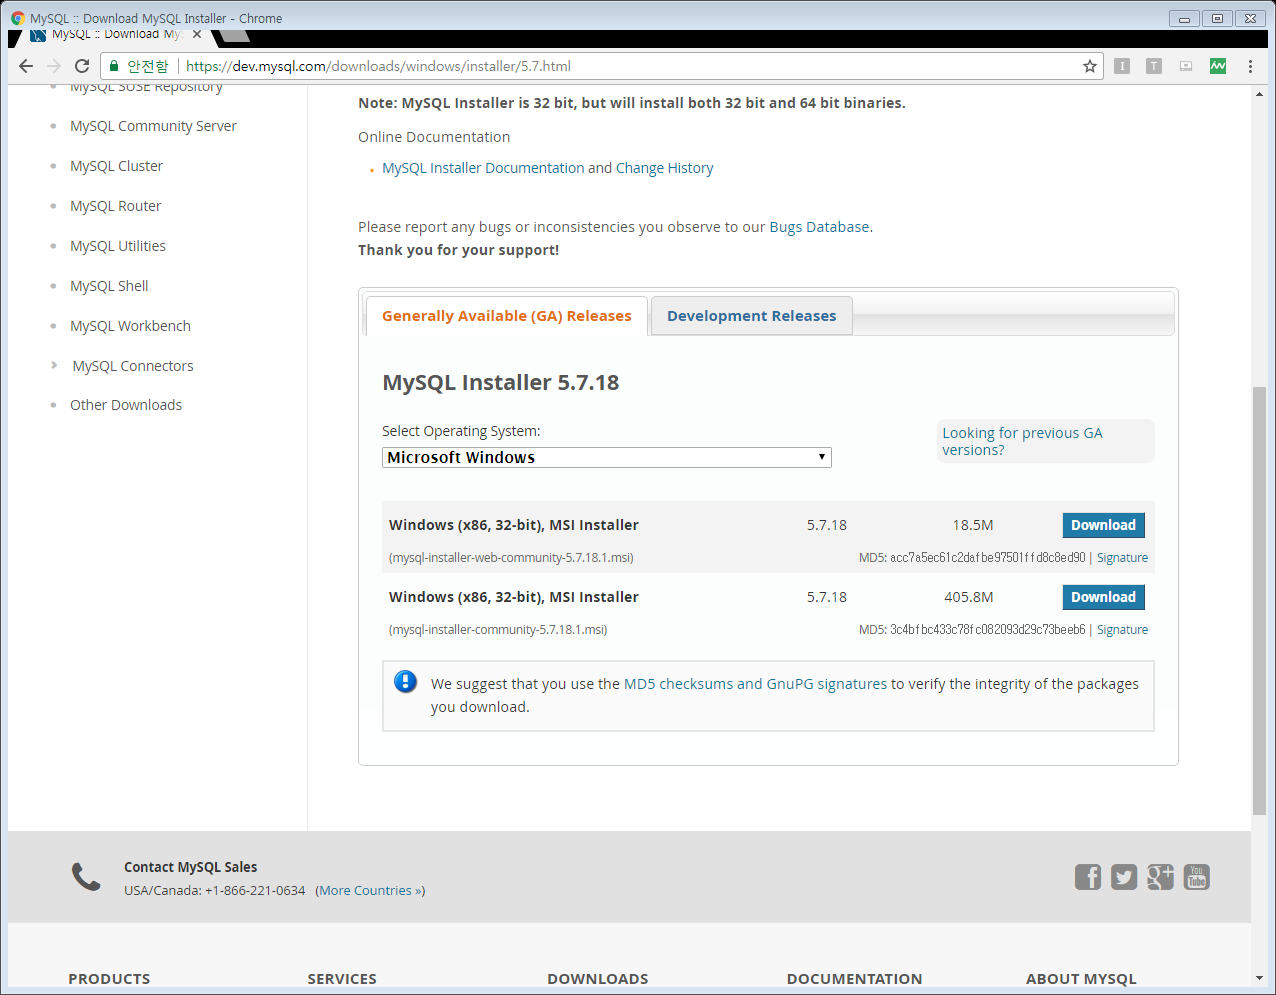 MySQL :: Download MySQL Installer - Chrome
MySQL :: Download My
안전함
https://dev.mysql.com/downloads/windows/installer/5.7.html
MySQL SUSE Repository
MySQL Community Server
MySQL Cluster
MySQL Router
MySQL Utilities
MySQL Shell
MySQL Workbench
MySQL Connectors
Other Downloads
Note: MySQL Installer is 32 bit, but will install both 32 bit and 64 bit binaries.
Online Documentation
MySQL Installer Documentation and Change History
Please report any bugs or inconsistencies you observe to our Bugs Database.
Thank you for your support!
Generally Available (GA) Releases
Development Releases
MySQL Installer 5.7.18
Select Operating System:
Microsoft Windows
Looking for previous GA
versions?
Windows (x86, 32-bit), MSI Installer 5.7.18 18.5M Download
(mysql-installer-web-community-5.7.18.1.msi) MD5: acc7a5ec61c2dafbe97501ffd8c8ed90 | Signature
Windows (x86, 32-bit), MSI Installer 5.7.18 405.8M Download
(mysql-installer-community-5.7.18.1.msi) MD5: 3c4bfbc433c78fc082093d29c73beeb6 | Signature
We suggest that you use the MD5 checksums and GnuPG signatures to verify the integrity of the packages
you download.
Contact MySQL Sales
USA/Canada: +1-866-221-0634 (More Countries »)
You
Tube
PRODUCTS SERVICES DOWNLOADS DOCUMENTATION ABOUT MYSQL